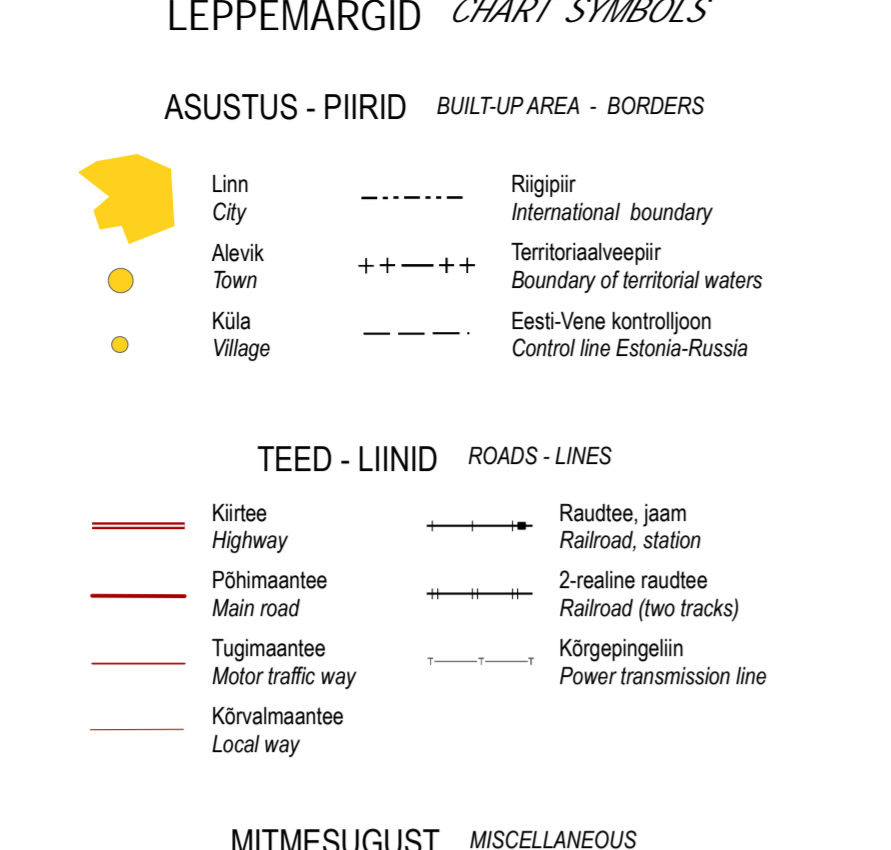 LEPPEMÄRGID CHART SYMBOLS
ASUSTUS - PIIRID BUILT-UP AREA - BORDERS
Linn
City
Alevik
Town
Küla
Village
Riigipiir
International boundary
Territoriaalveepiir
Boundary of territorial waters
Eesti-Vene kontrolljoon
Control line Estonia-Russia
TEED - LIINID ROADS - LINES
Kiirtee
Highway
Põhimaantee
Main road
Tugimaantee
Motor traffic way
Kõrvalmaantee
Local way
Raudtee, jaam
Railroad, station
2-realine raudtee
Railroad (two tracks)
Kõrgepingeliin
Power transmission line
MITMESUGUST MISCELLANEOUS